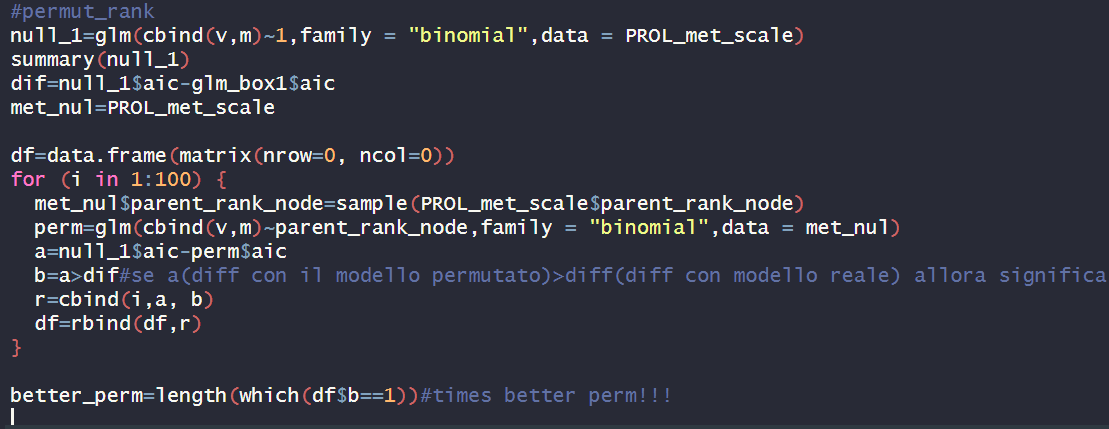 #permut_rank
null_1=glm(cbind(v,m)~1,family = "binomial",data = PROL_met_scale)
summary(null_1)
dif=null_1$aic-glm_box1$aic
met_nul=PROL_met_scale
df=data.frame(matrix(nrow=0, ncol=0))
for (i in 1:100) {
met_nul$parent_rank_node=sample(PROL_met_scale$parent_rank_node)
perm=glm(cbind(v,m)~parent_rank_node,family = "binomial",data = met_nul)
a=null_1$aic-perm$aic
b=a>dif#se a(diff con il modello permutato)>diff(diff con modello reale) allora significa
r=cbind(i,a, b)
df=rbind(df,r)
}
better_perm=length(which(df$b==1))#times better perm!!!